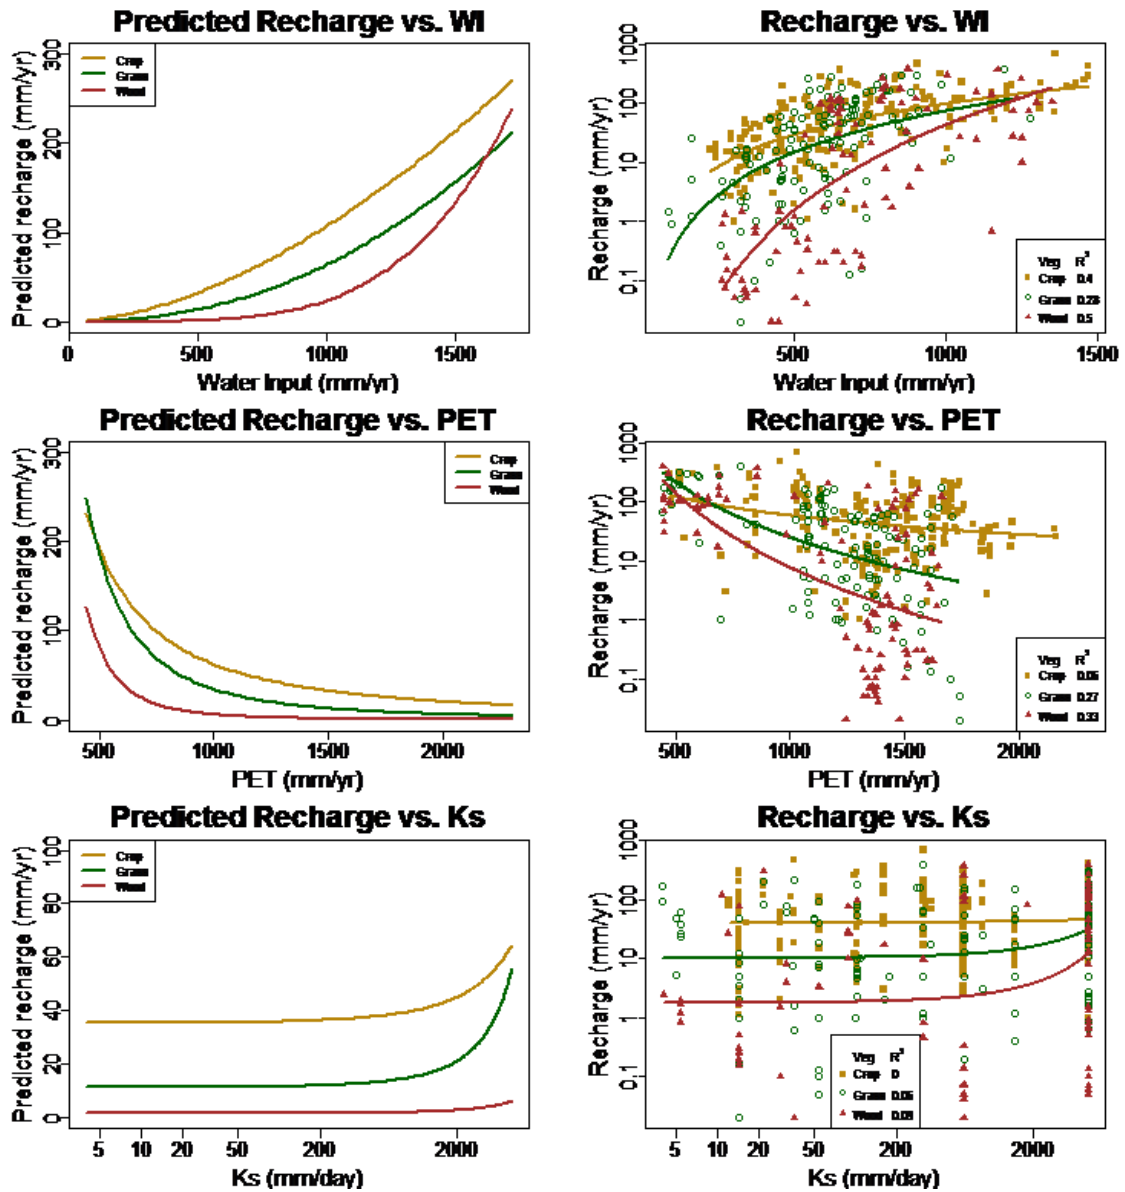 Predicted Recharge vs. WI
Predicted recharge (mm/yr)
300
200
100
0
Crop
Grass
Wood
0 500 1000 1500
Water Input (mm/yr)
Recharge vs. WI
Recharge (mm/yr)
1000
100
10
1
0.1
Veg R²
Crop 0.4
Grass 0.28
Wood 0.5
500 1000 1500
Water Input (mm/yr)
Predicted Recharge vs. PET
Predicted recharge (mm/yr)
300
200
100
0
Crop
Grass
Wood
500 1000 1500 2000
PET (mm/yr)
Recharge vs. PET
Recharge (mm/yr)
1000
100
10
1
0.1
Veg R²
Crop
Grass 0.27
Wood 0.33
500 1000 1500 2000
PET (mm/yr)
Predicted Recharge vs. Ks
Predicted recharge (mm/yr)
100
80
60
40
20
0
Crop
Grass
Wood
5 10 20 50 200 2000
Ks (mm/day)
Recharge vs. Ks
Recharge (mm/yr)
1000
100
10
1
0.1
Veg R²
Crop 0
Grass
Wood
5 10 20 50 200 2000
Ks (mm/day)